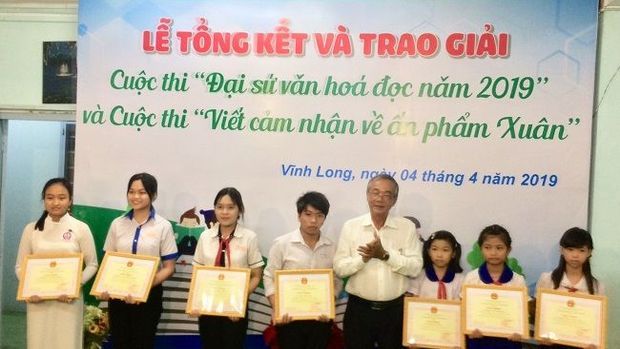 LỄ TỔNG KẾT VÀ TRAO GIẢI
Cuộc thi “Đại sứ văn hoá đọc năm 2019”
và Cuộc thi “Viết cảm nhận về ấn phẩm Xuân”
Vĩnh Long, ngày 04 tháng 4 năm 2019